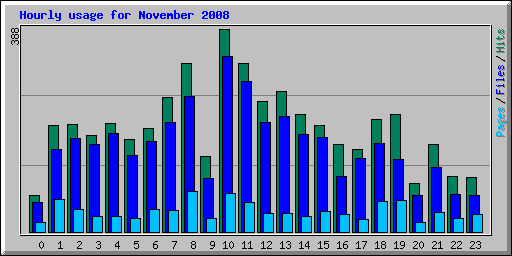 Hourly usage for November 2008
388
Pages / Files / Hits
0 1 2 3 4 5 6 7 8 9 10 11 12 13 14 15 16 17 18 19 20 21 22 23